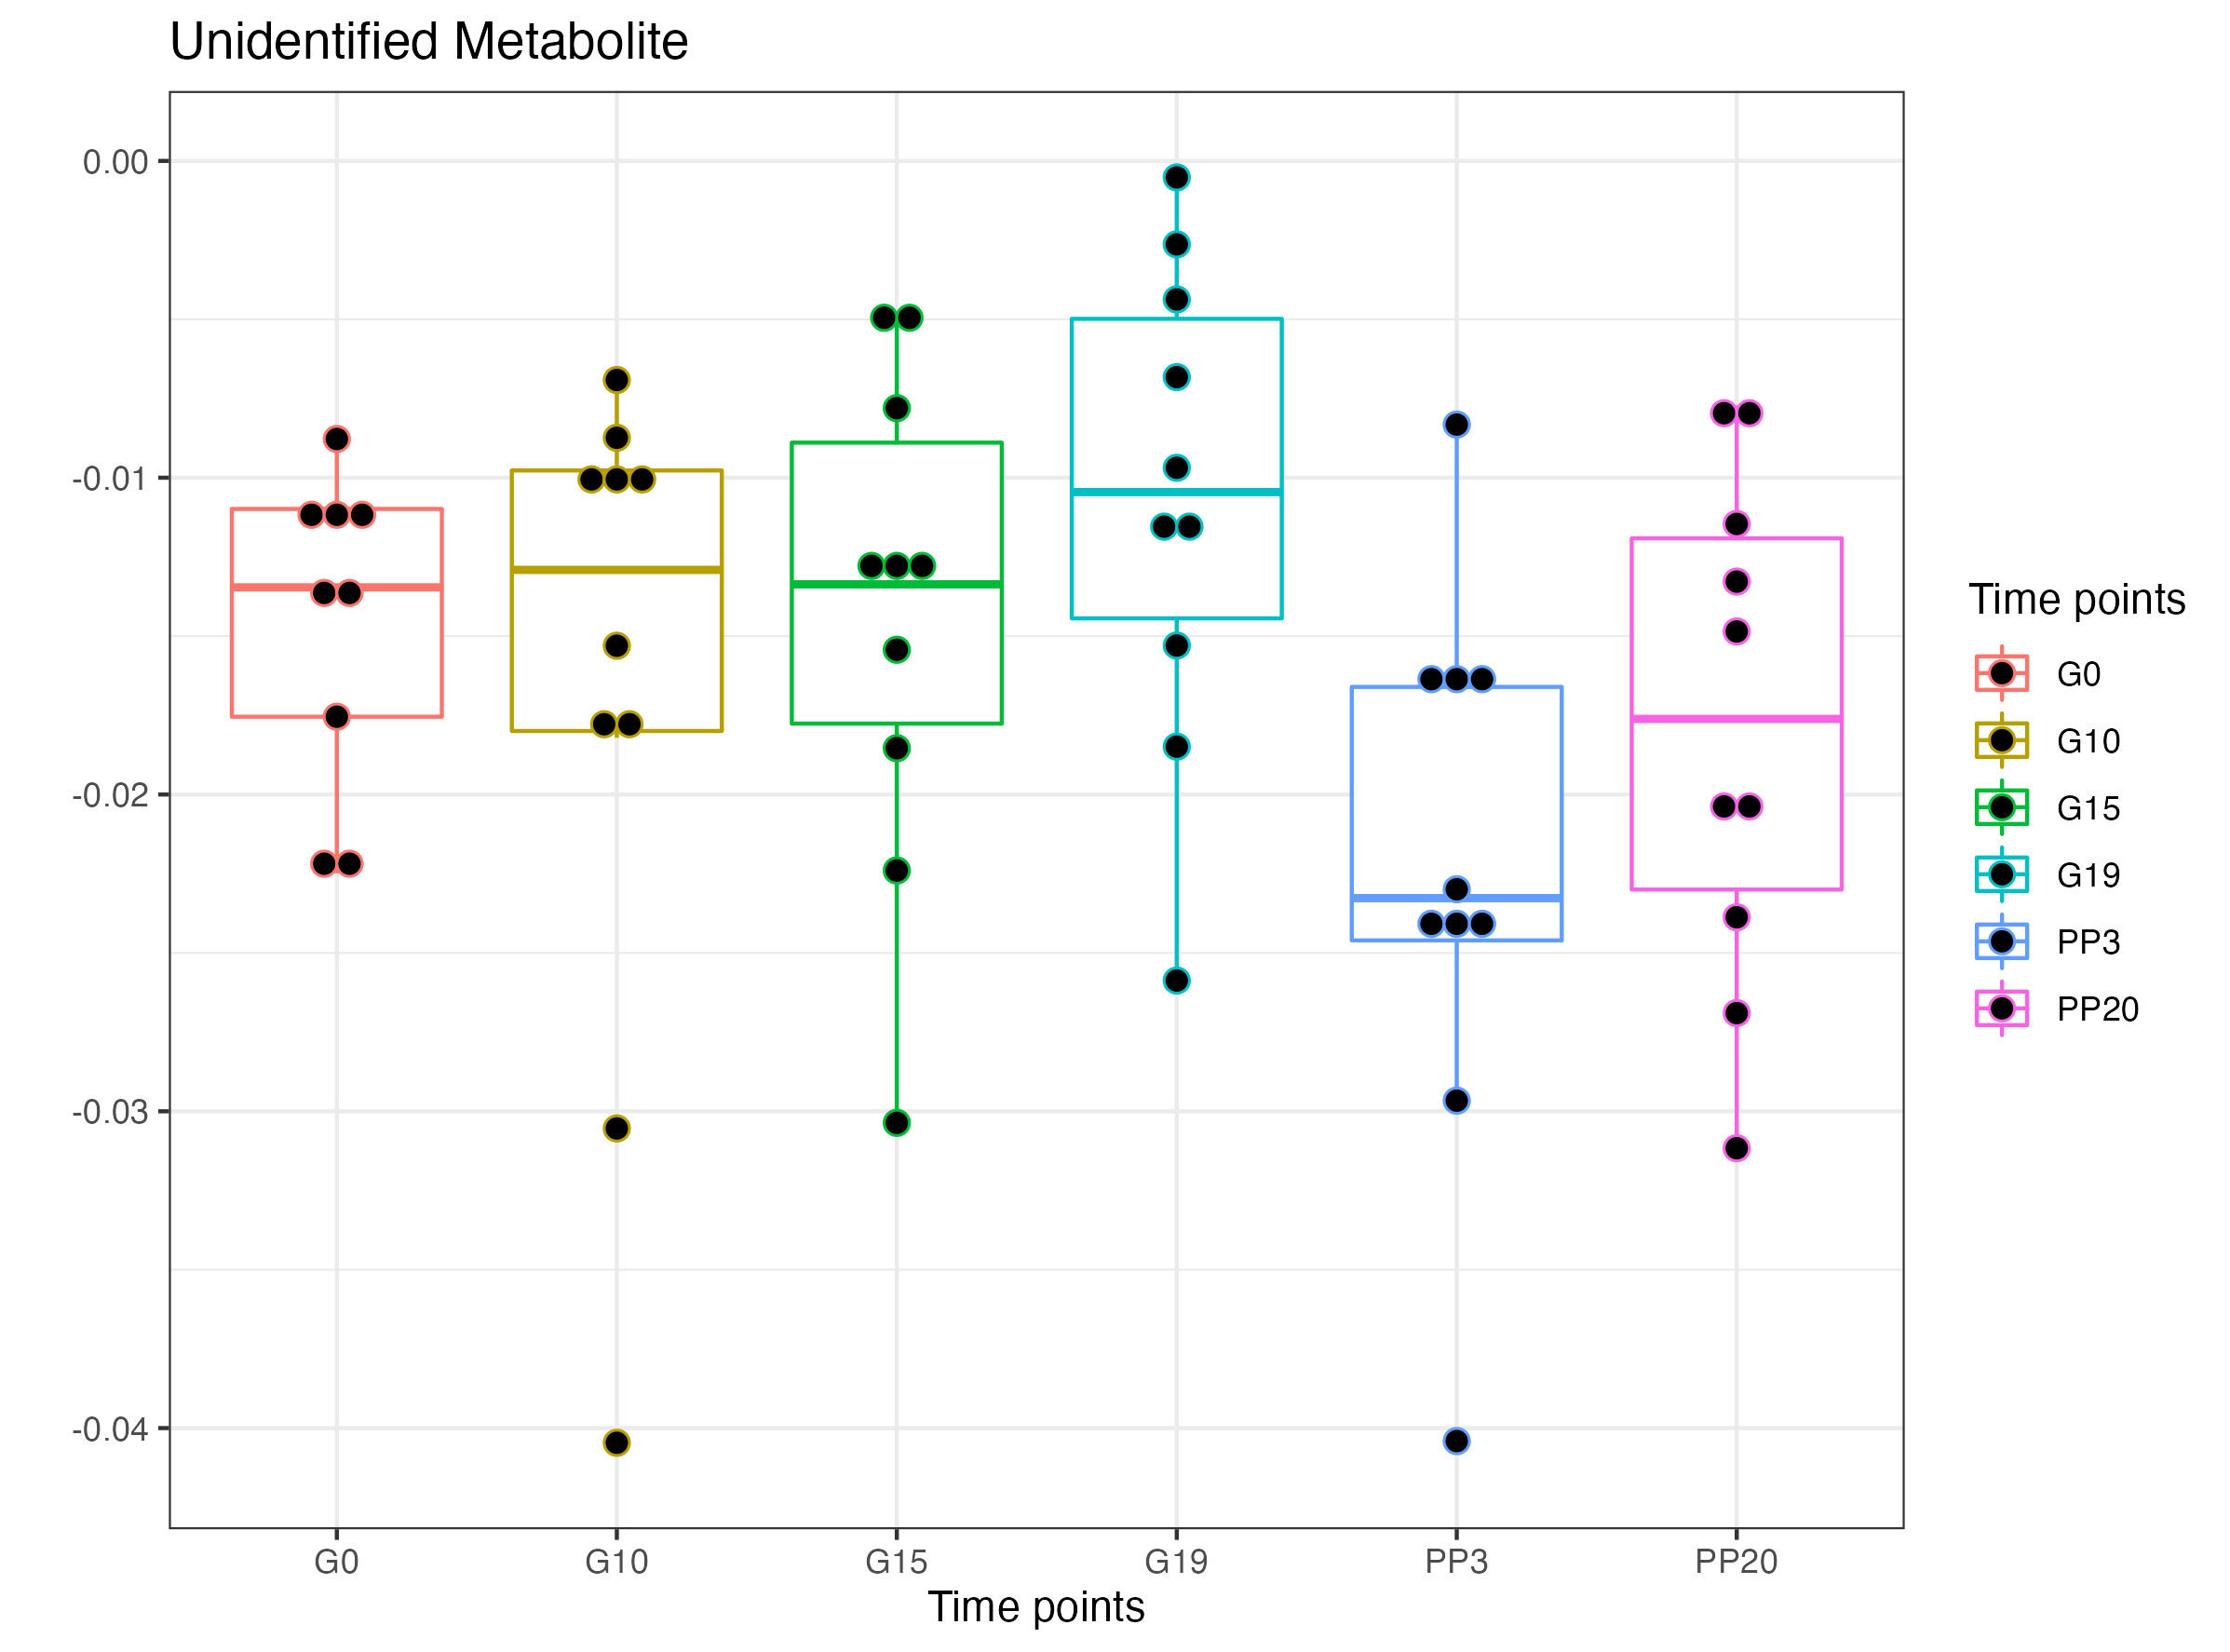 Unidentified Metabolite
0.00
-0.01
-0.02
-0.03
-0.04
G0 G10 G15 G19 PP3 PP20
Time points
Time points
G0
G10
G15
G19
PP3
PP20